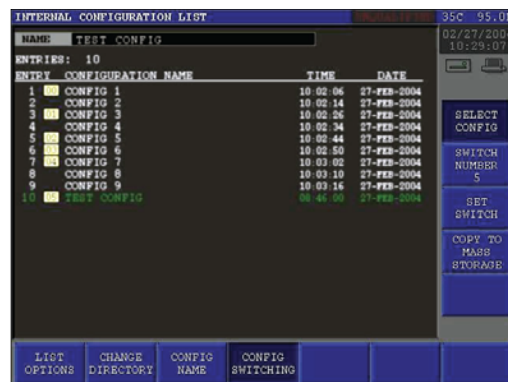 INTERNAL CONFIGURATION LIST
35C 95.0
NAME: TEST CONFIG
02/27/200
10:29:07
ENTRIES: 10
ENTRY CONFIGURATION NAME TIME DATE
1 00 CONFIG 1 10:02:06 27-FEB-2004
2 CONFIG 2 10:02:14 27-FEB-2004
3 01 CONFIG 3 10:02:26 27-FEB-2004
4 CONFIG 4 10:02:34 27-FEB-2004
5 02 CONFIG 5 10:02:44 27-FEB-2004
6 03 CONFIG 6 10:02:50 27-FEB-2004
7 04 CONFIG 7 10:03:02 27-FEB-2004
8 CONFIG 8 10:03:10 27-FEB-2004
9 CONFIG 9 10:03:16 27-FEB-2004
10 05 TEST CONFIG 08:46:00 27-FEB-2004
SELECT
CONFIG
SWITCH
NUMBER
5
SET
SWITCH
COPY TO
MASS
STORAGE
LIST
OPTIONS
CHANGE
DIRECTORY
CONFIG
NAME
CONFIG
SWITCHING